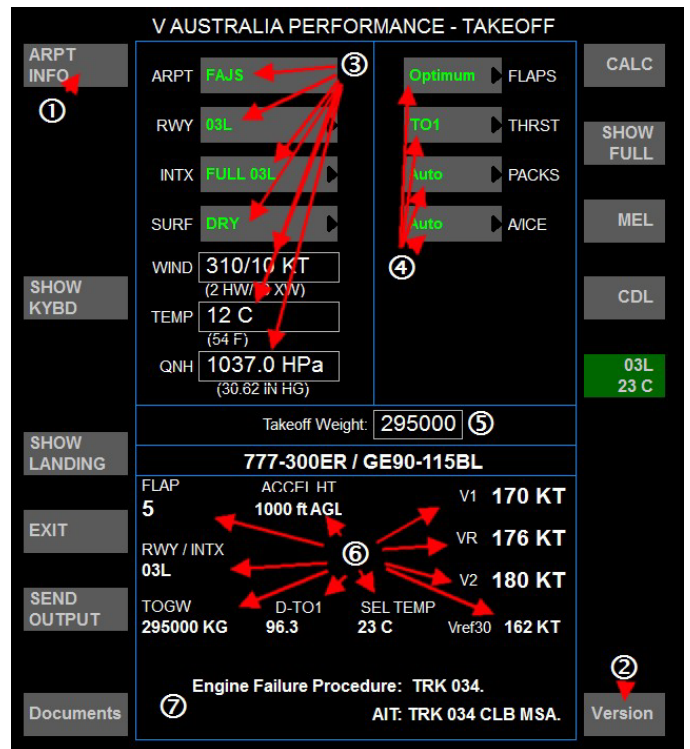 V AUSTRALIA PERFORMANCE - TAKEOFF
ARPT
INFO
①
ARPT FAJS
③
Optimum FLAPS
CALC
RWY 03L
TO1 THRST
SHOW
FULL
INTX FULL 03L
Auto PACKS
SURF DRY
Auto A/ICE
MEL
④
WIND 310/10 KT
(2 HW/10 XW)
SHOW
KYBD
TEMP 12 C
(54 F)
CDL
QNH 1037.0 HPa
(30.62 IN HG)
03L
23 C
Takeoff Weight: 295000 ⑤
SHOW
LANDING
777-300ER / GE90-115BL
FLAP
5
ACCEL HT
1000 ft AGL
V1 170 KT
EXIT
RWY / INTX
03L
⑥
VR 176 KT
V2 180 KT
SEND
OUTPUT
TOGW
295000 KG
D-TO1
96.3
SEL TEMP
23 C
Vref30 162 KT
②
Engine Failure Procedure: TRK 034.
⑦
AIT: TRK 034 CLB MSA.
Documents
Version